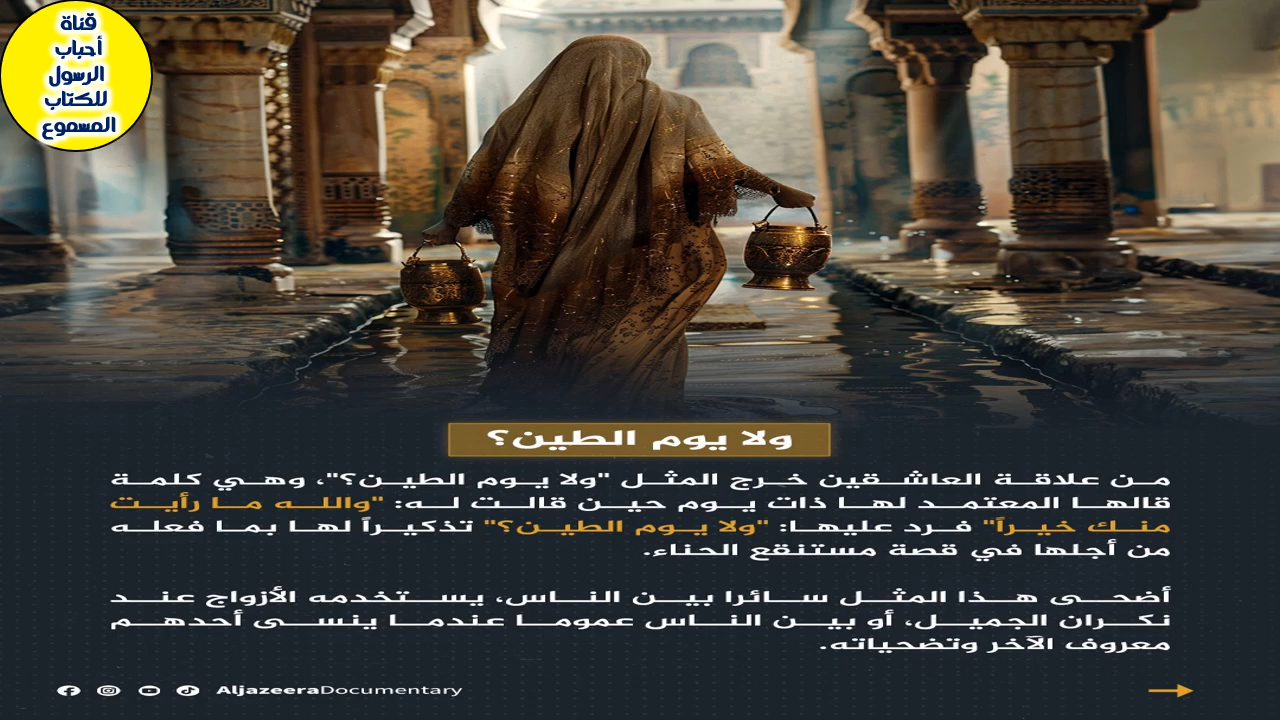 قناة
أحباب
الرسول
للكتاب
المسموع
ولا يوم الطين؟
من علاقة العاشقين خرج المثل "ولا يوم الطين؟"، وهي كلمة
قالها المعتمد لها ذات يوم حين قالت له: "والله ما رأيت
منك خيراً" فرد عليها: "ولا يوم الطين؟" تذكيراً لها بما فعله
من أجلها في قصة مستنقع الحناء.
أضحى هذا المثل سائرا بين الناس، يستخدمه الأزواج عند
نكران الجميل، أو بين الناس عموما عندما ينسى أحدهم
معروف الآخر وتضحياته.
AljazeeraDocumentary